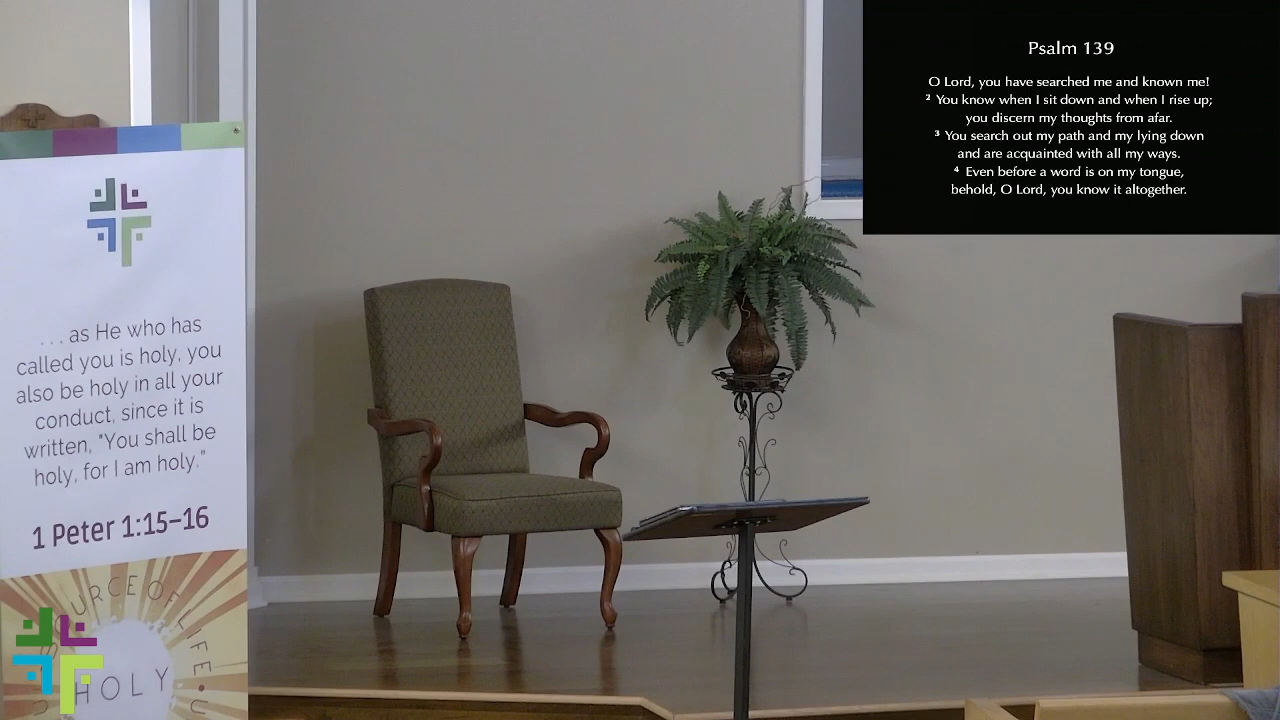 Psalm 139
O Lord, you have searched me and known me!
² You know when I sit down and when I rise up;
you discern my thoughts from afar.
³ You search out my path and my lying down
and are acquainted with all my ways.
⁴ Even before a word is on my tongue,
behold, O Lord, you know it altogether.
. . . as He who has
called you is holy, you
also be holy in all your
conduct, since it is
written, "You shall be
holy, for I am holy."
1 Peter 1:15–16
URCE OF LIFE • U
HOLY